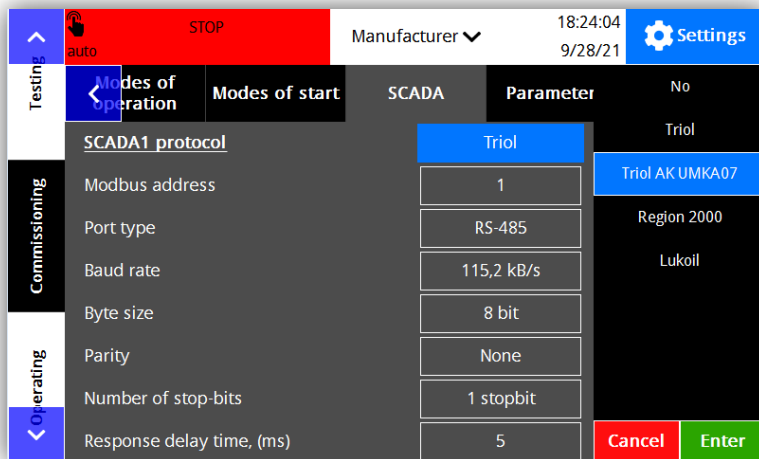 STOP
auto
Manufacturer
18:24:04
9/28/21
Settings
Testing
Commissioning
Operating
Modes of
operation
Modes of start
SCADA
Parameter
SCADA1 protocol
Triol
Modbus address
1
Port type
RS-485
Baud rate
115,2 kB/s
Byte size
8 bit
Parity
None
Number of stop-bits
1 stopbit
Response delay time, (ms)
5
No
Triol
Triol AK UMKA07
Region 2000
Lukoil
Cancel
Enter